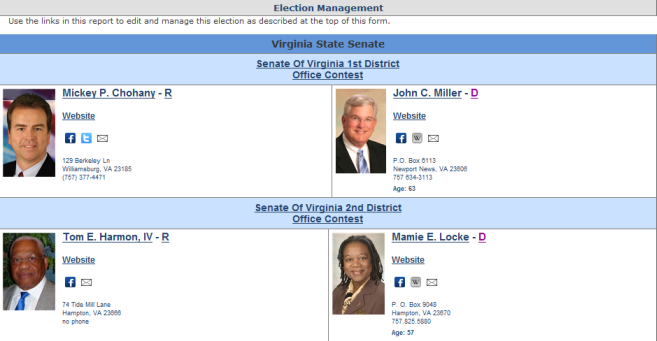 Election Management
Use the links in this report to edit and manage this election as described at the top of this form.
Virginia State Senate
Senate Of Virginia 1st District
Office Contest
Mickey P. Chohany - R
Website
129 Berkeley Ln
Williamsburg, VA 23185
(757) 377-4471
John C. Miller - D
Website
W
P.O. Box 6113
Newport News, VA 23606
757 634-3113
Age: 63
Senate Of Virginia 2nd District
Office Contest
Tom E. Harmon, IV - R
Website
74 Tide Mill Lane
Hampton, VA 23666
no phone
Mamie E. Locke - D
Website
W
P. O. Box 9048
Hampton, VA 23670
757.825.5880
Age: 57